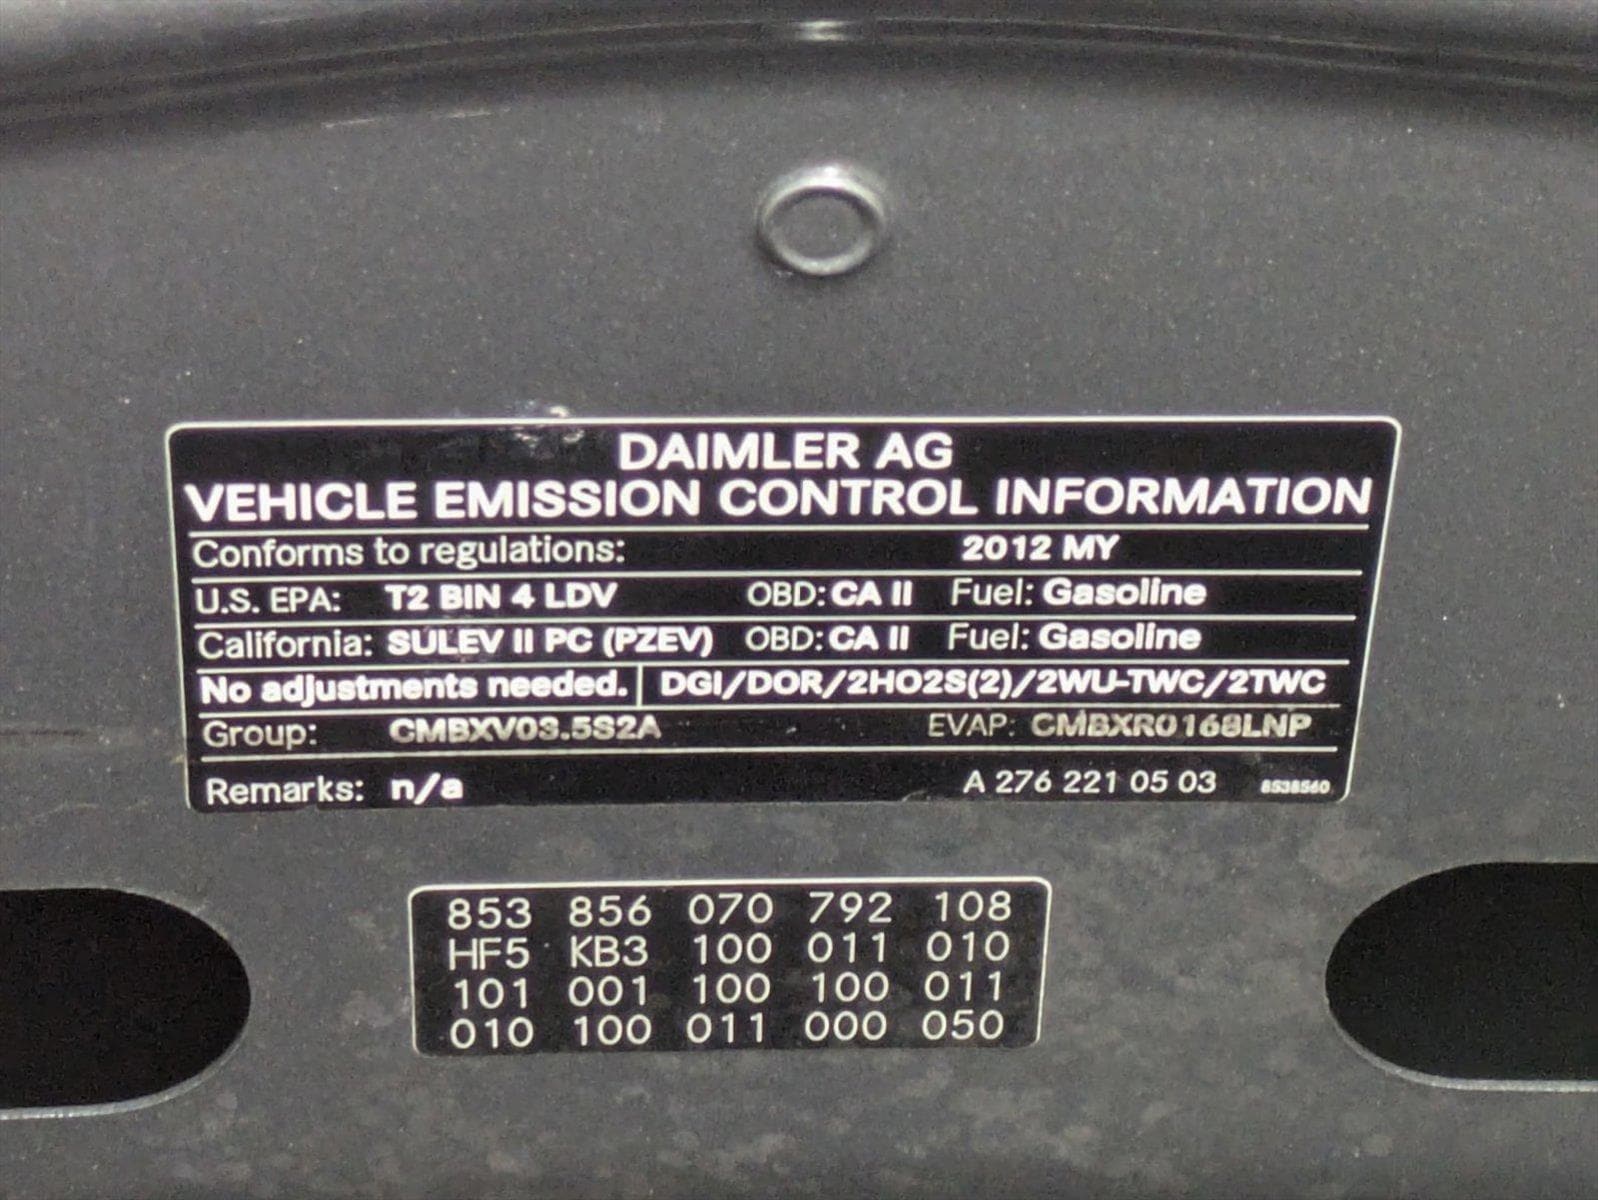 DAIMLER AG
VEHICLE EMISSION CONTROL INFORMATION
Conforms to regulations: 2012 MY
U.S. EPA: T2 BIN 4 LDV OBD: CA II Fuel: Gasoline
California: SULEV II PC (PZEV) OBD: CA II Fuel: Gasoline
No adjustments needed. DGI/DOR/2HO2S(2)/2WU-TWC/2TWC
Group: CMBXV03.5S2A EVAP: CMBXR0168LNP
Remarks: n/a A 276 221 05 03 8538560
853 856 070 792 108
HF5 KB3 100 011 010
101 001 100 100 011
010 100 011 000 050